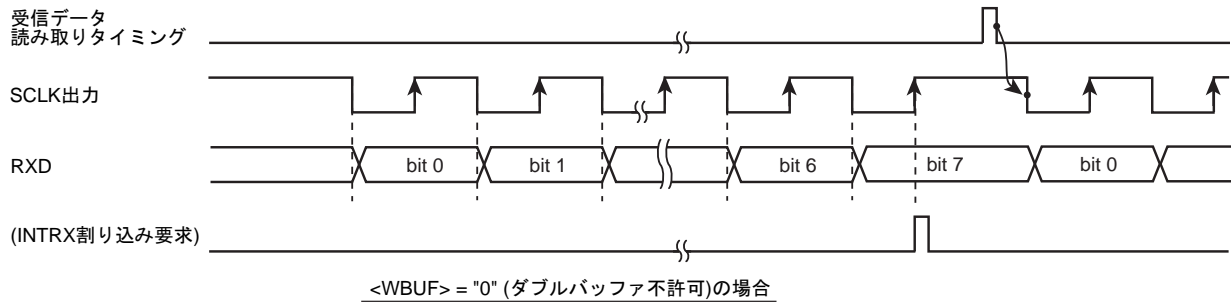 受信データ
読み取りタイミング
SCLK出力
RXD
bit 0
bit 1
bit 6
bit 7
bit 0
(INTRX割り込み要求)
<WBUF> = "0" (ダブルバッファ不許可)の場合